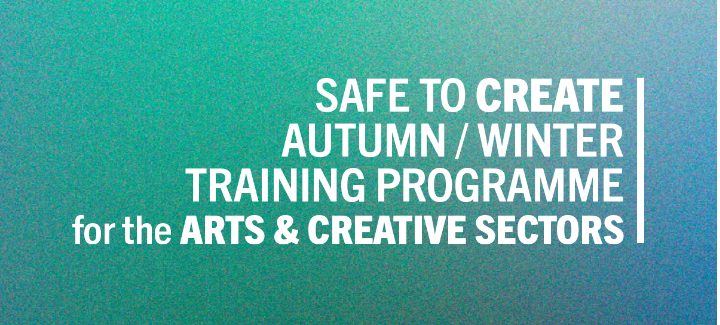 SAFE TO CREATE
AUTUMN / WINTER
TRAINING PROGRAMME
for the ARTS & CREATIVE SECTORS